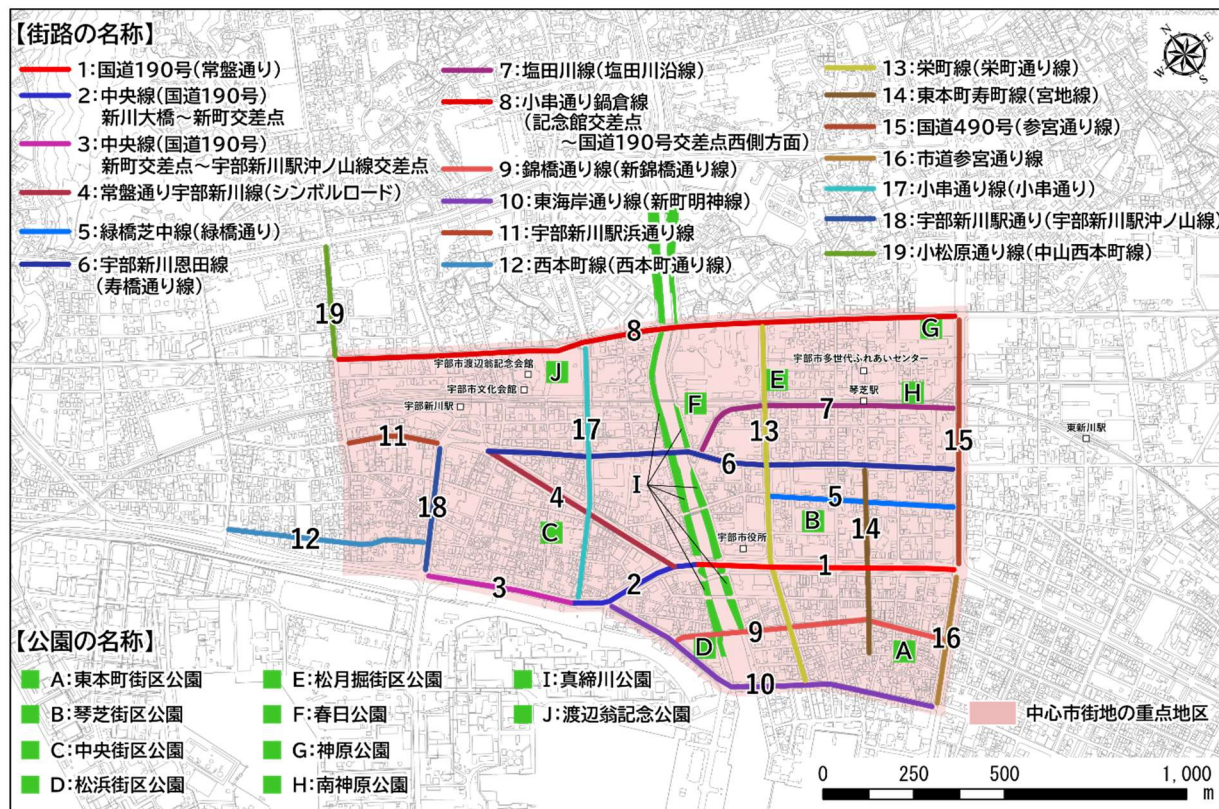 【街路の名称】
1:国道190号(常盤通り)
2:中央線(国道190号)
新川大橋～新町交差点
3:中央線(国道190号)
新町交差点～宇部新川駅沖ノ山線交差点
4:常盤通り宇部新川線(シンボルロード)
5:緑橋芝中線(緑橋通り)
6:宇部新川恩田線
(寿橋通り線)
7:塩田川線(塩田川沿線)
8:小串通り鍋倉線
(記念館交差点
～国道190号交差点西側方面)
9:錦橋通り線(新錦橋通り線)
10:東海岸通り線(新町明神線)
11:宇部新川駅浜通り線
12:西本町線(西本町通り線)
13:栄町線(栄町通り線)
14:東本町寿町線(宮地線)
15:国道490号(参宮通り線)
16:市道参宮通り線
17:小串通り線(小串通り)
18:宇部新川駅通り(宇部新川駅沖ノ山線)
19:小松原通り線(中山西本町線)
N
E
W
S
19
8
G
宇部市渡辺翁記念会館
J
宇部市多世代ふれあいセンター
E
宇部市文化会館
琴芝駅
H
宇部新川駅
F
7
11
17
13
15
東新川駅
6
I
4
5
18
B
14
C
12
宇部市役所
1
2
3
9
16
D
A
10
【公園の名称】
A:東本町街区公園
B:琴芝街区公園
C:中央街区公園
D:松浜街区公園
E:松月掘街区公園
F:春日公園
G:神原公園
H:南神原公園
I:真締川公園
J:渡辺翁記念公園
中心市街地の重点地区
0 250 500 1,000
m